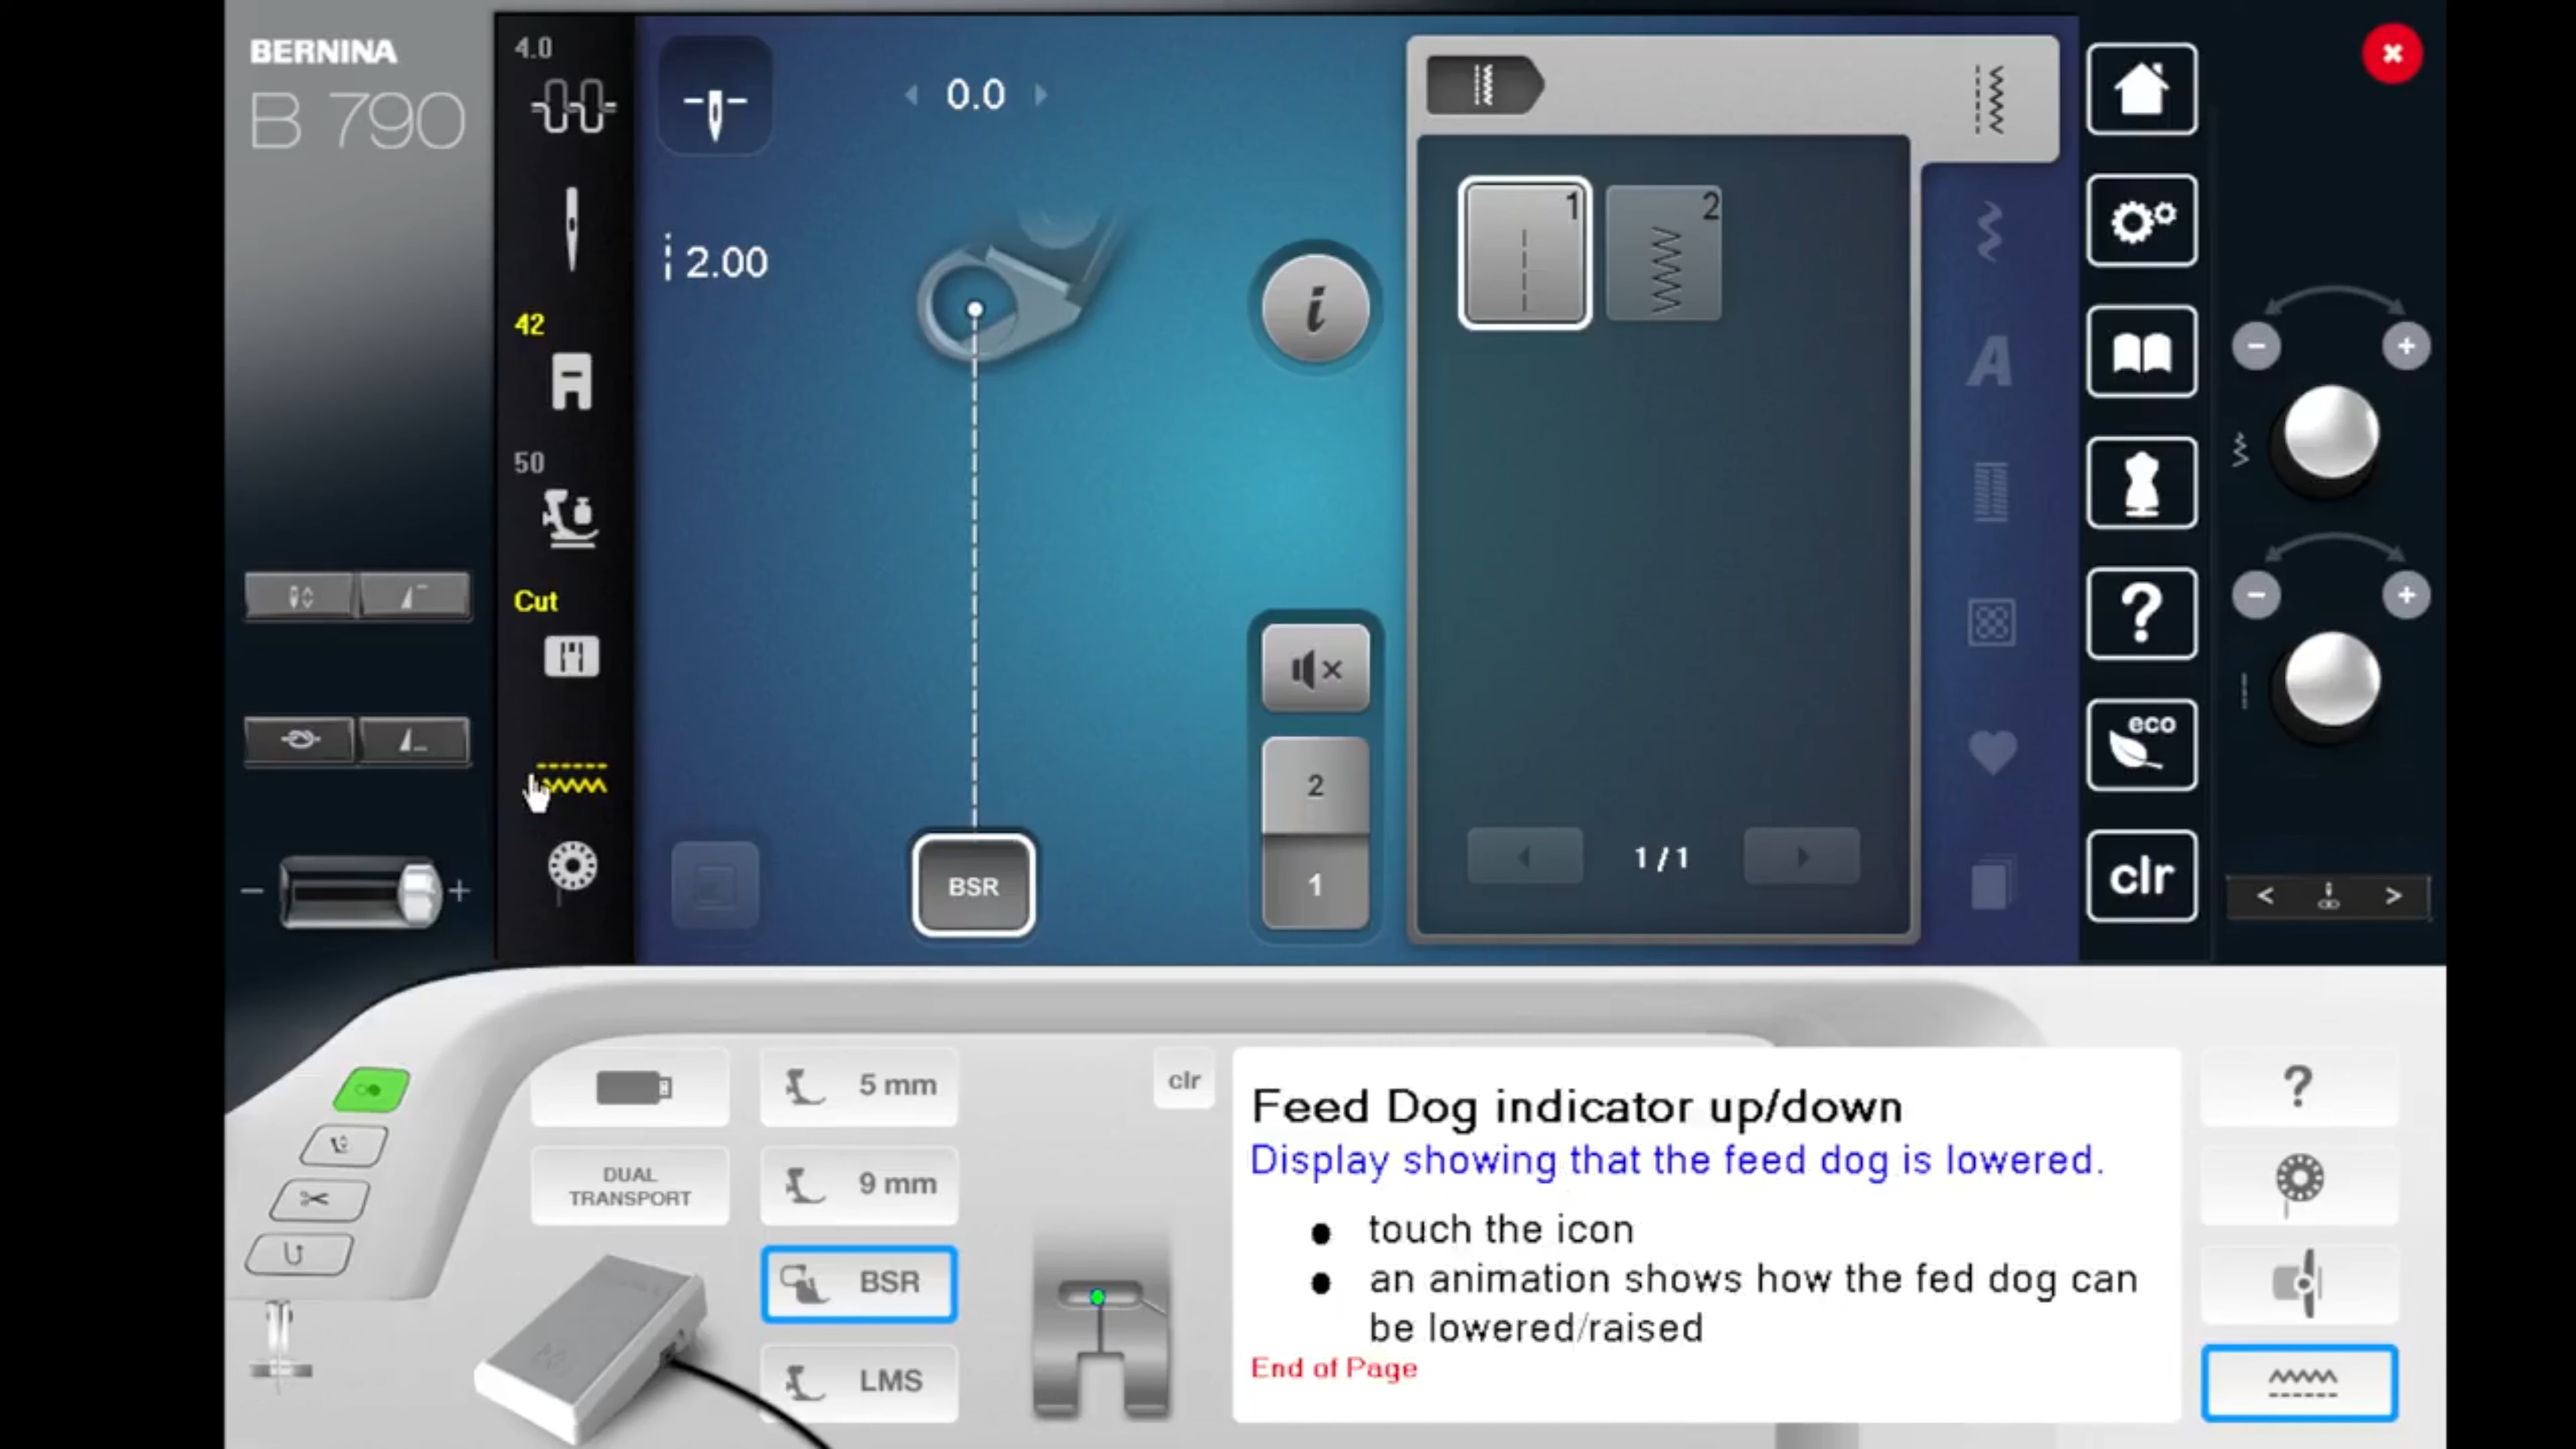 BERNINA
B 790
4.0
0.0
2.00
42
50
Cut
i
1
2
A
BSR
2
1
1 / 1
?
eco
clr
- +
- +
- +
< >
5 mm
9 mm
DUAL
TRANSPORT
BSR
LMS
clr
Feed Dog indicator up/down
Display showing that the feed dog is lowered.
● touch the icon
● an animation shows how the fed dog can
be lowered/raised
End of Page
?